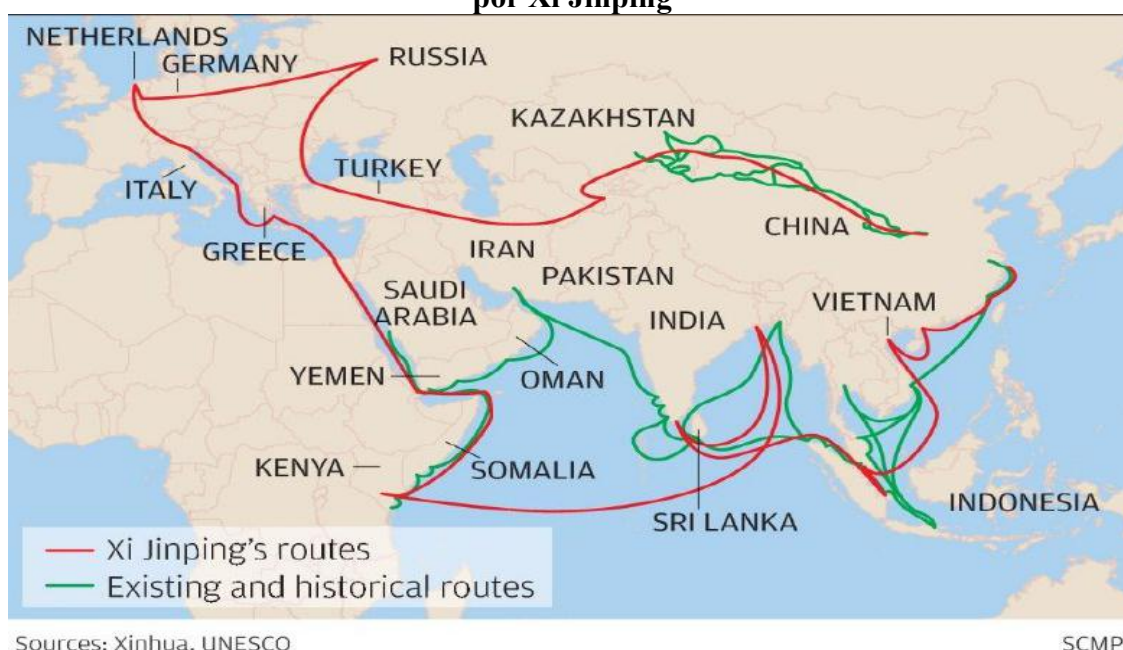 por Xi Jinping
NETHERLANDS
GERMANY
RUSSIA
KAZAKHSTAN
ITALY
TURKEY
GREECE
CHINA
IRAN
PAKISTAN
SAUDI
ARABIA
INDIA
VIETNAM
YEMEN
OMAN
KENYA
SOMALIA
SRI LANKA
INDONESIA
Xi Jinping's routes
Existing and historical routes
Sources: Xinhua, UNESCO
SCMP